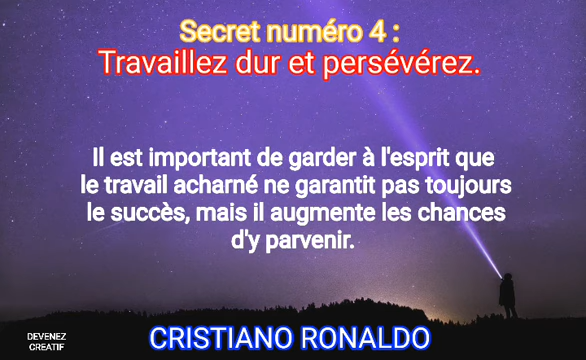 Secret numéro 4 :
Travaillez dur et persévérez.
Il est important de garder à l'esprit que
le travail acharné ne garantit pas toujours
le succès, mais il augmente les chances
d'y parvenir.
DEVENEZ
CREATIF
CRISTIANO RONALDO